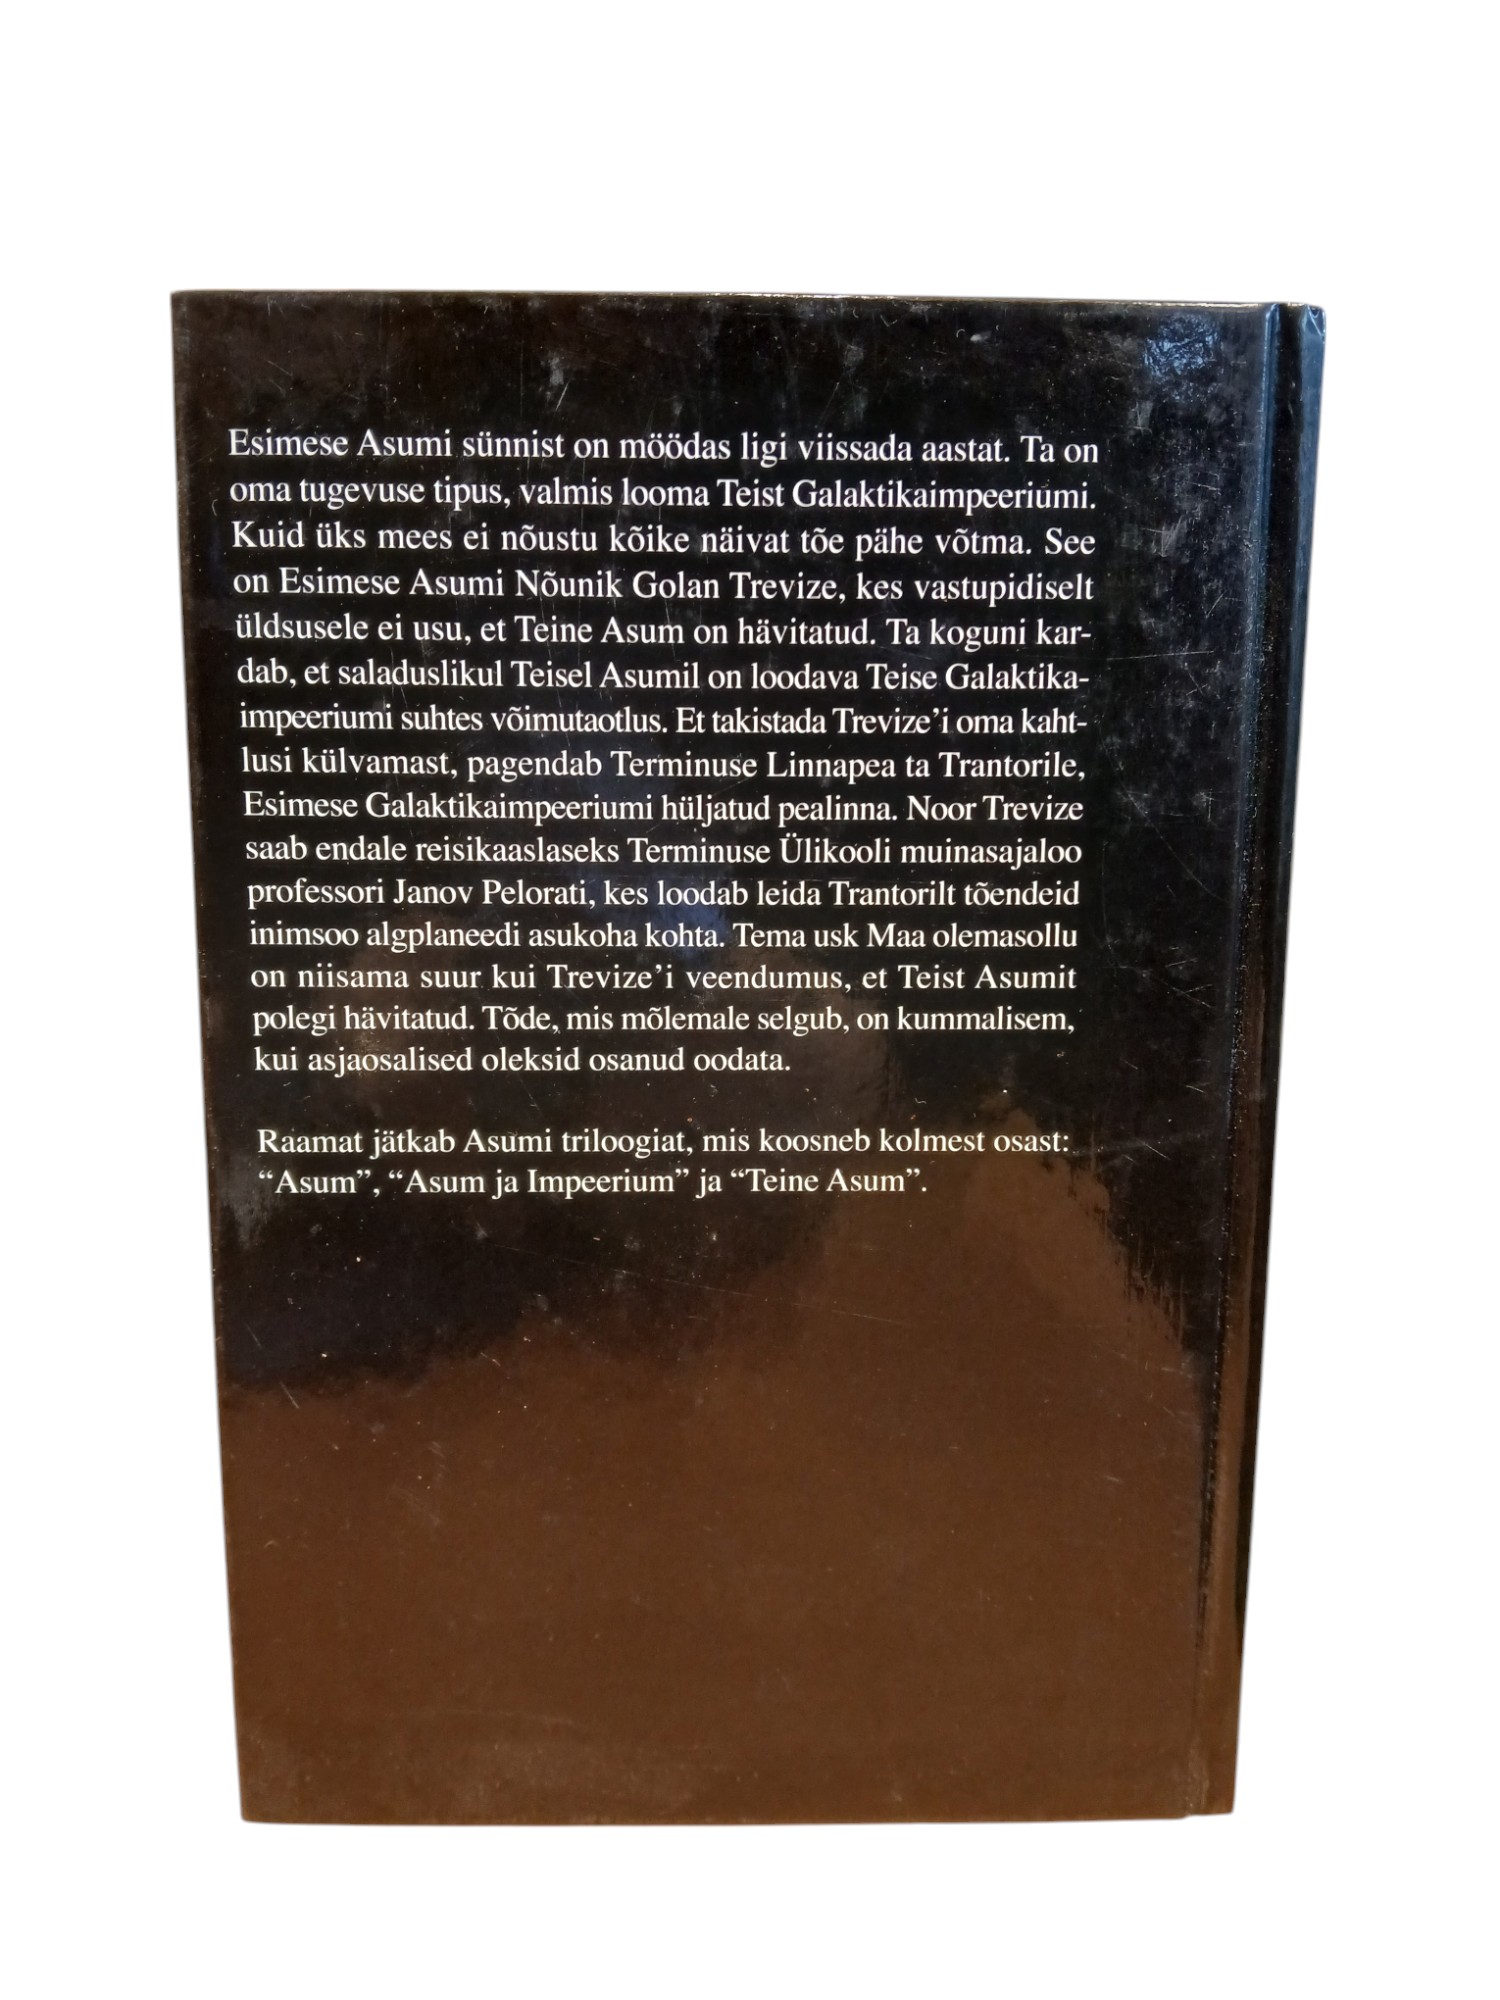 Esimese Asumi sünnist on möödas ligi viissada aastat. Ta on
oma tugevuse tipus, valmis looma Teist Galaktikaimpeeriumi.
Kuid üks mees ei nõustu kõike näivat tõe pähe võtma. See
on Esimese Asumi Nõunik Golan Trevize, kes vastupidiselt
üldsusele ei usu, et Teine Asum on hävitatud. Ta koguni kar-
dab, et saladuslikul Teisel Asumil on loodava Teise Galaktika-
impeeriumi suhtes võimutaotlus. Et takistada Trevize’i oma kaht-
lusi külvamast, pagendab Terminuse Linnapea ta Trantorile,
Esimese Galaktikaimpeeriumi hüljatud pealinna. Noor Trevize
saab endale reisikaaslaseks Terminuse Ülikooli muinasajaloo
professori Janov Pelorati, kes loodab leida Trantorilt tõendeid
inimsoo algplaneedi asukoha kohta. Tema usk Maa olemasollu
on niisama suur kui Trevize’i veendumus, et Teist Asumit
polegi hävitatud. Tõde, mis mõlemale selgub, on kummalisem,
kui asjaosalised oleksid osanud oodata.
Raamat jätkab Asumi triloogiat, mis koosneb kolmest osast:
“Asum”, “Asum ja Impeerium” ja “Teine Asum”.